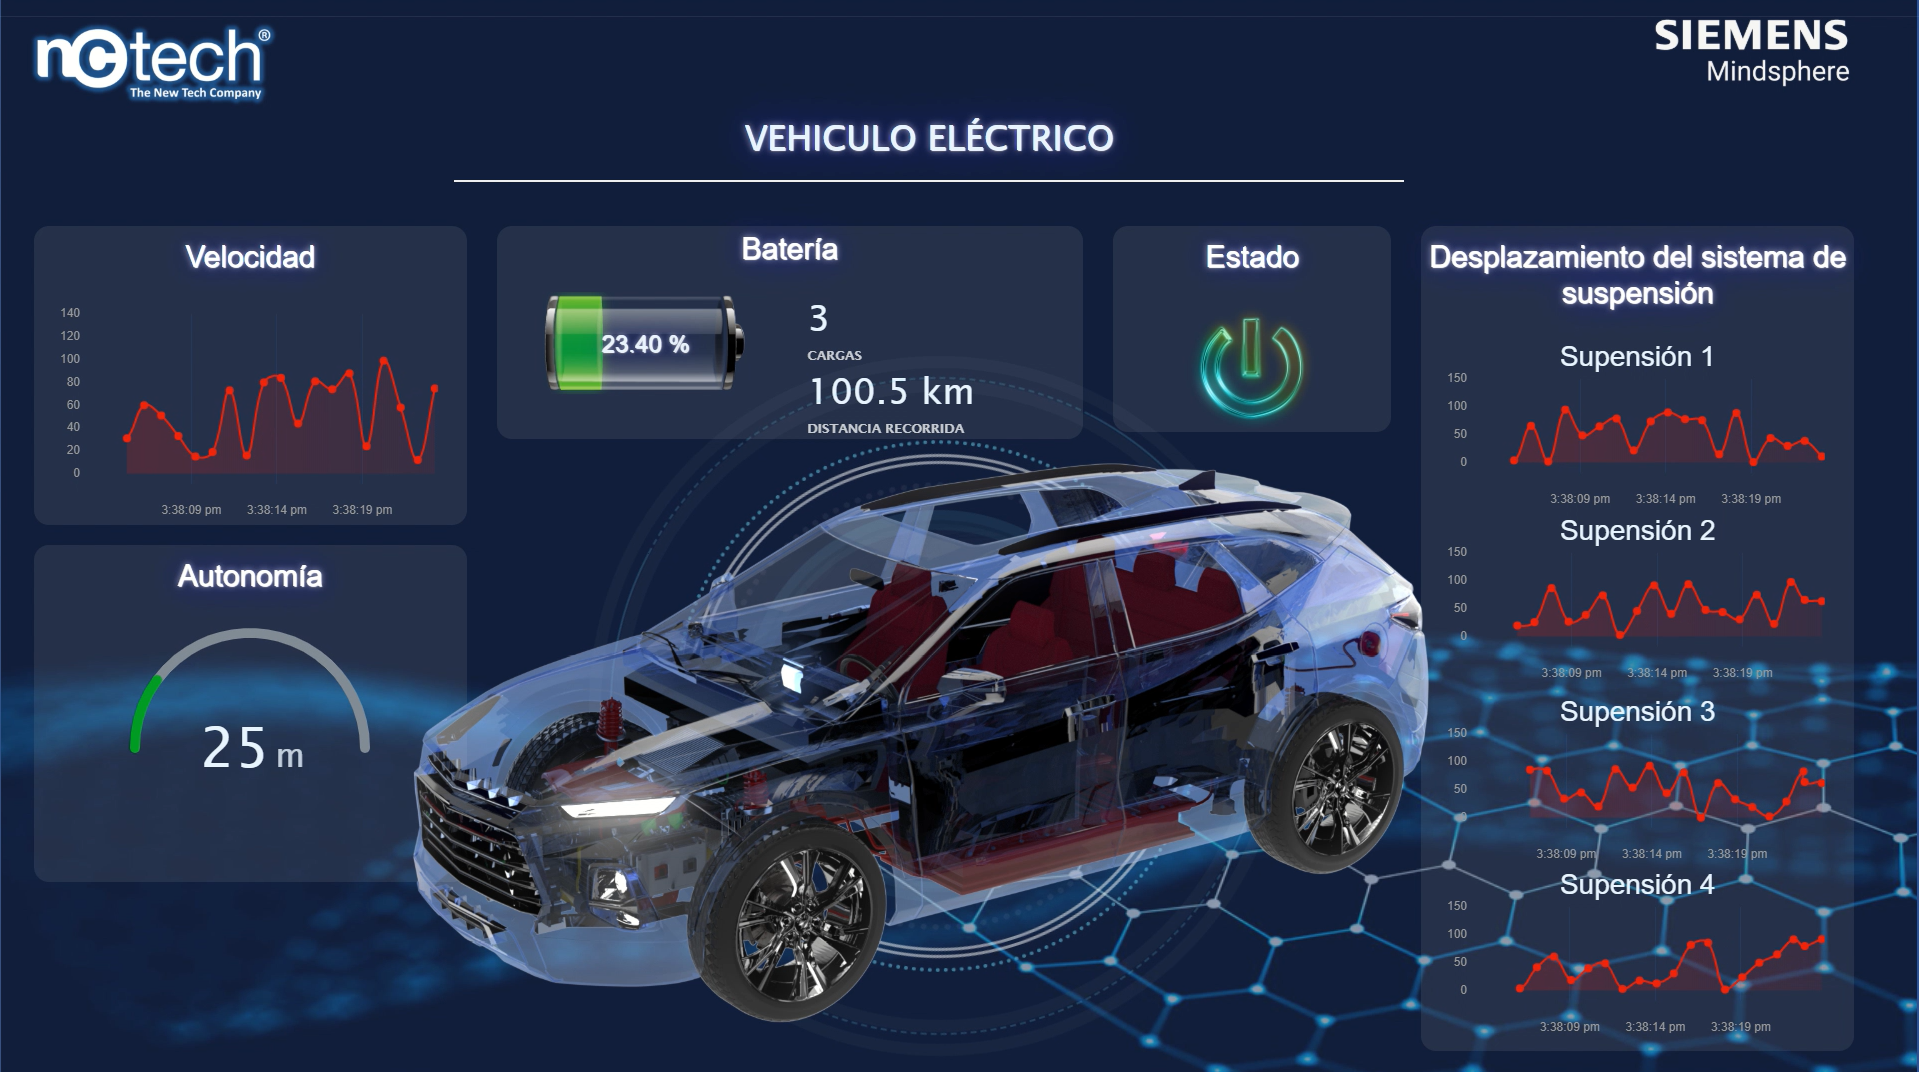 nctech®
The New Tech Company
SIEMENS
Mindsphere
VEHICULO ELÉCTRICO
Velocidad
140
120
100
80
60
40
20
0
3:38:09 pm 3:38:14 pm 3:38:19 pm
Autonomía
25 m
Batería
23.40 %
3
CARGAS
100.5 km
DISTANCIA RECORRIDA
Estado
Desplazamiento del sistema de
suspensión
Supensión 1
150
100
50
0
3:38:09 pm 3:38:14 pm 3:38:19 pm
Supensión 2
150
100
50
0
3:38:09 pm 3:38:14 pm 3:38:19 pm
Supensión 3
150
100
50
0
3:38:09 pm 3:38:14 pm 3:38:19 pm
Supensión 4
150
100
50
0
3:38:09 pm 3:38:14 pm 3:38:19 pm